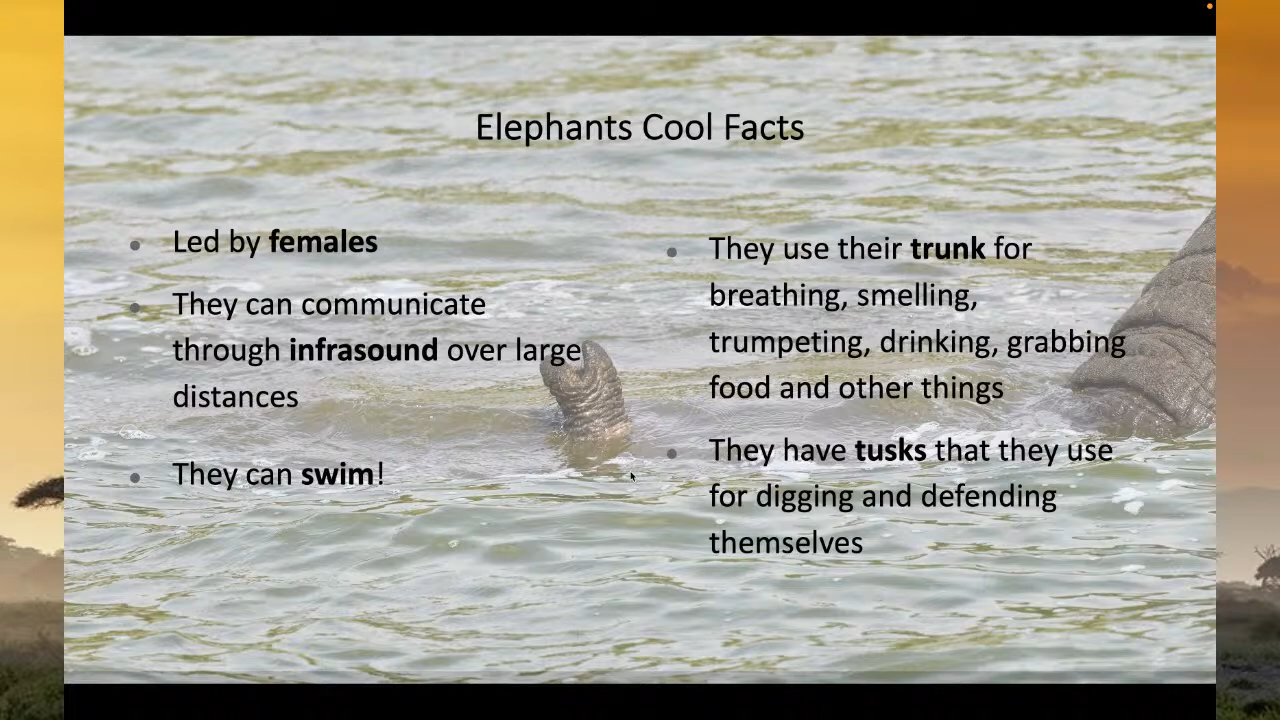 Elephants Cool Facts
Led by females
They can communicate
through infrasound over large
distances
They can swim!
They use their trunk for
breathing, smelling,
trumpeting, drinking, grabbing
food and other things
They have tusks that they use
for digging and defending
themselves